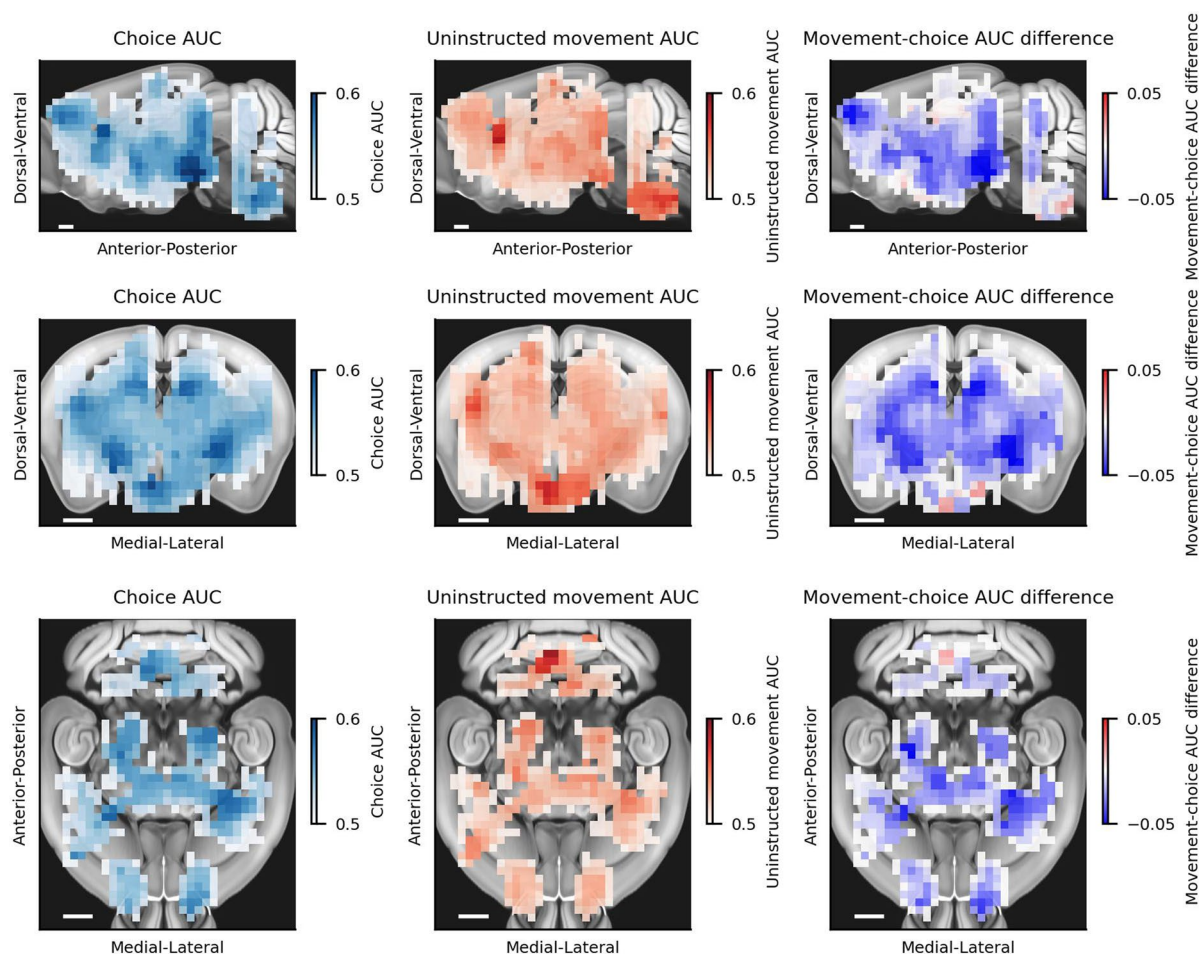 Choice AUC
Dorsal-Ventral
Anterior-Posterior
0.6
0.5
Choice AUC
Uninstructed movement AUC
Dorsal-Ventral
Anterior-Posterior
0.6
0.5
Uninstructed movement AUC
Movement-choice AUC difference
Dorsal-Ventral
Anterior-Posterior
0.05
−0.05
Movement-choice AUC difference
Choice AUC
Dorsal-Ventral
Medial-Lateral
0.6
0.5
Choice AUC
Uninstructed movement AUC
Dorsal-Ventral
Medial-Lateral
0.6
0.5
Uninstructed movement AUC
Movement-choice AUC difference
Dorsal-Ventral
Medial-Lateral
0.05
−0.05
Movement-choice AUC difference
Choice AUC
Anterior-Posterior
Medial-Lateral
0.6
0.5
Choice AUC
Uninstructed movement AUC
Anterior-Posterior
Medial-Lateral
0.6
0.5
Uninstructed movement AUC
Movement-choice AUC difference
Anterior-Posterior
Medial-Lateral
0.05
−0.05
Movement-choice AUC difference